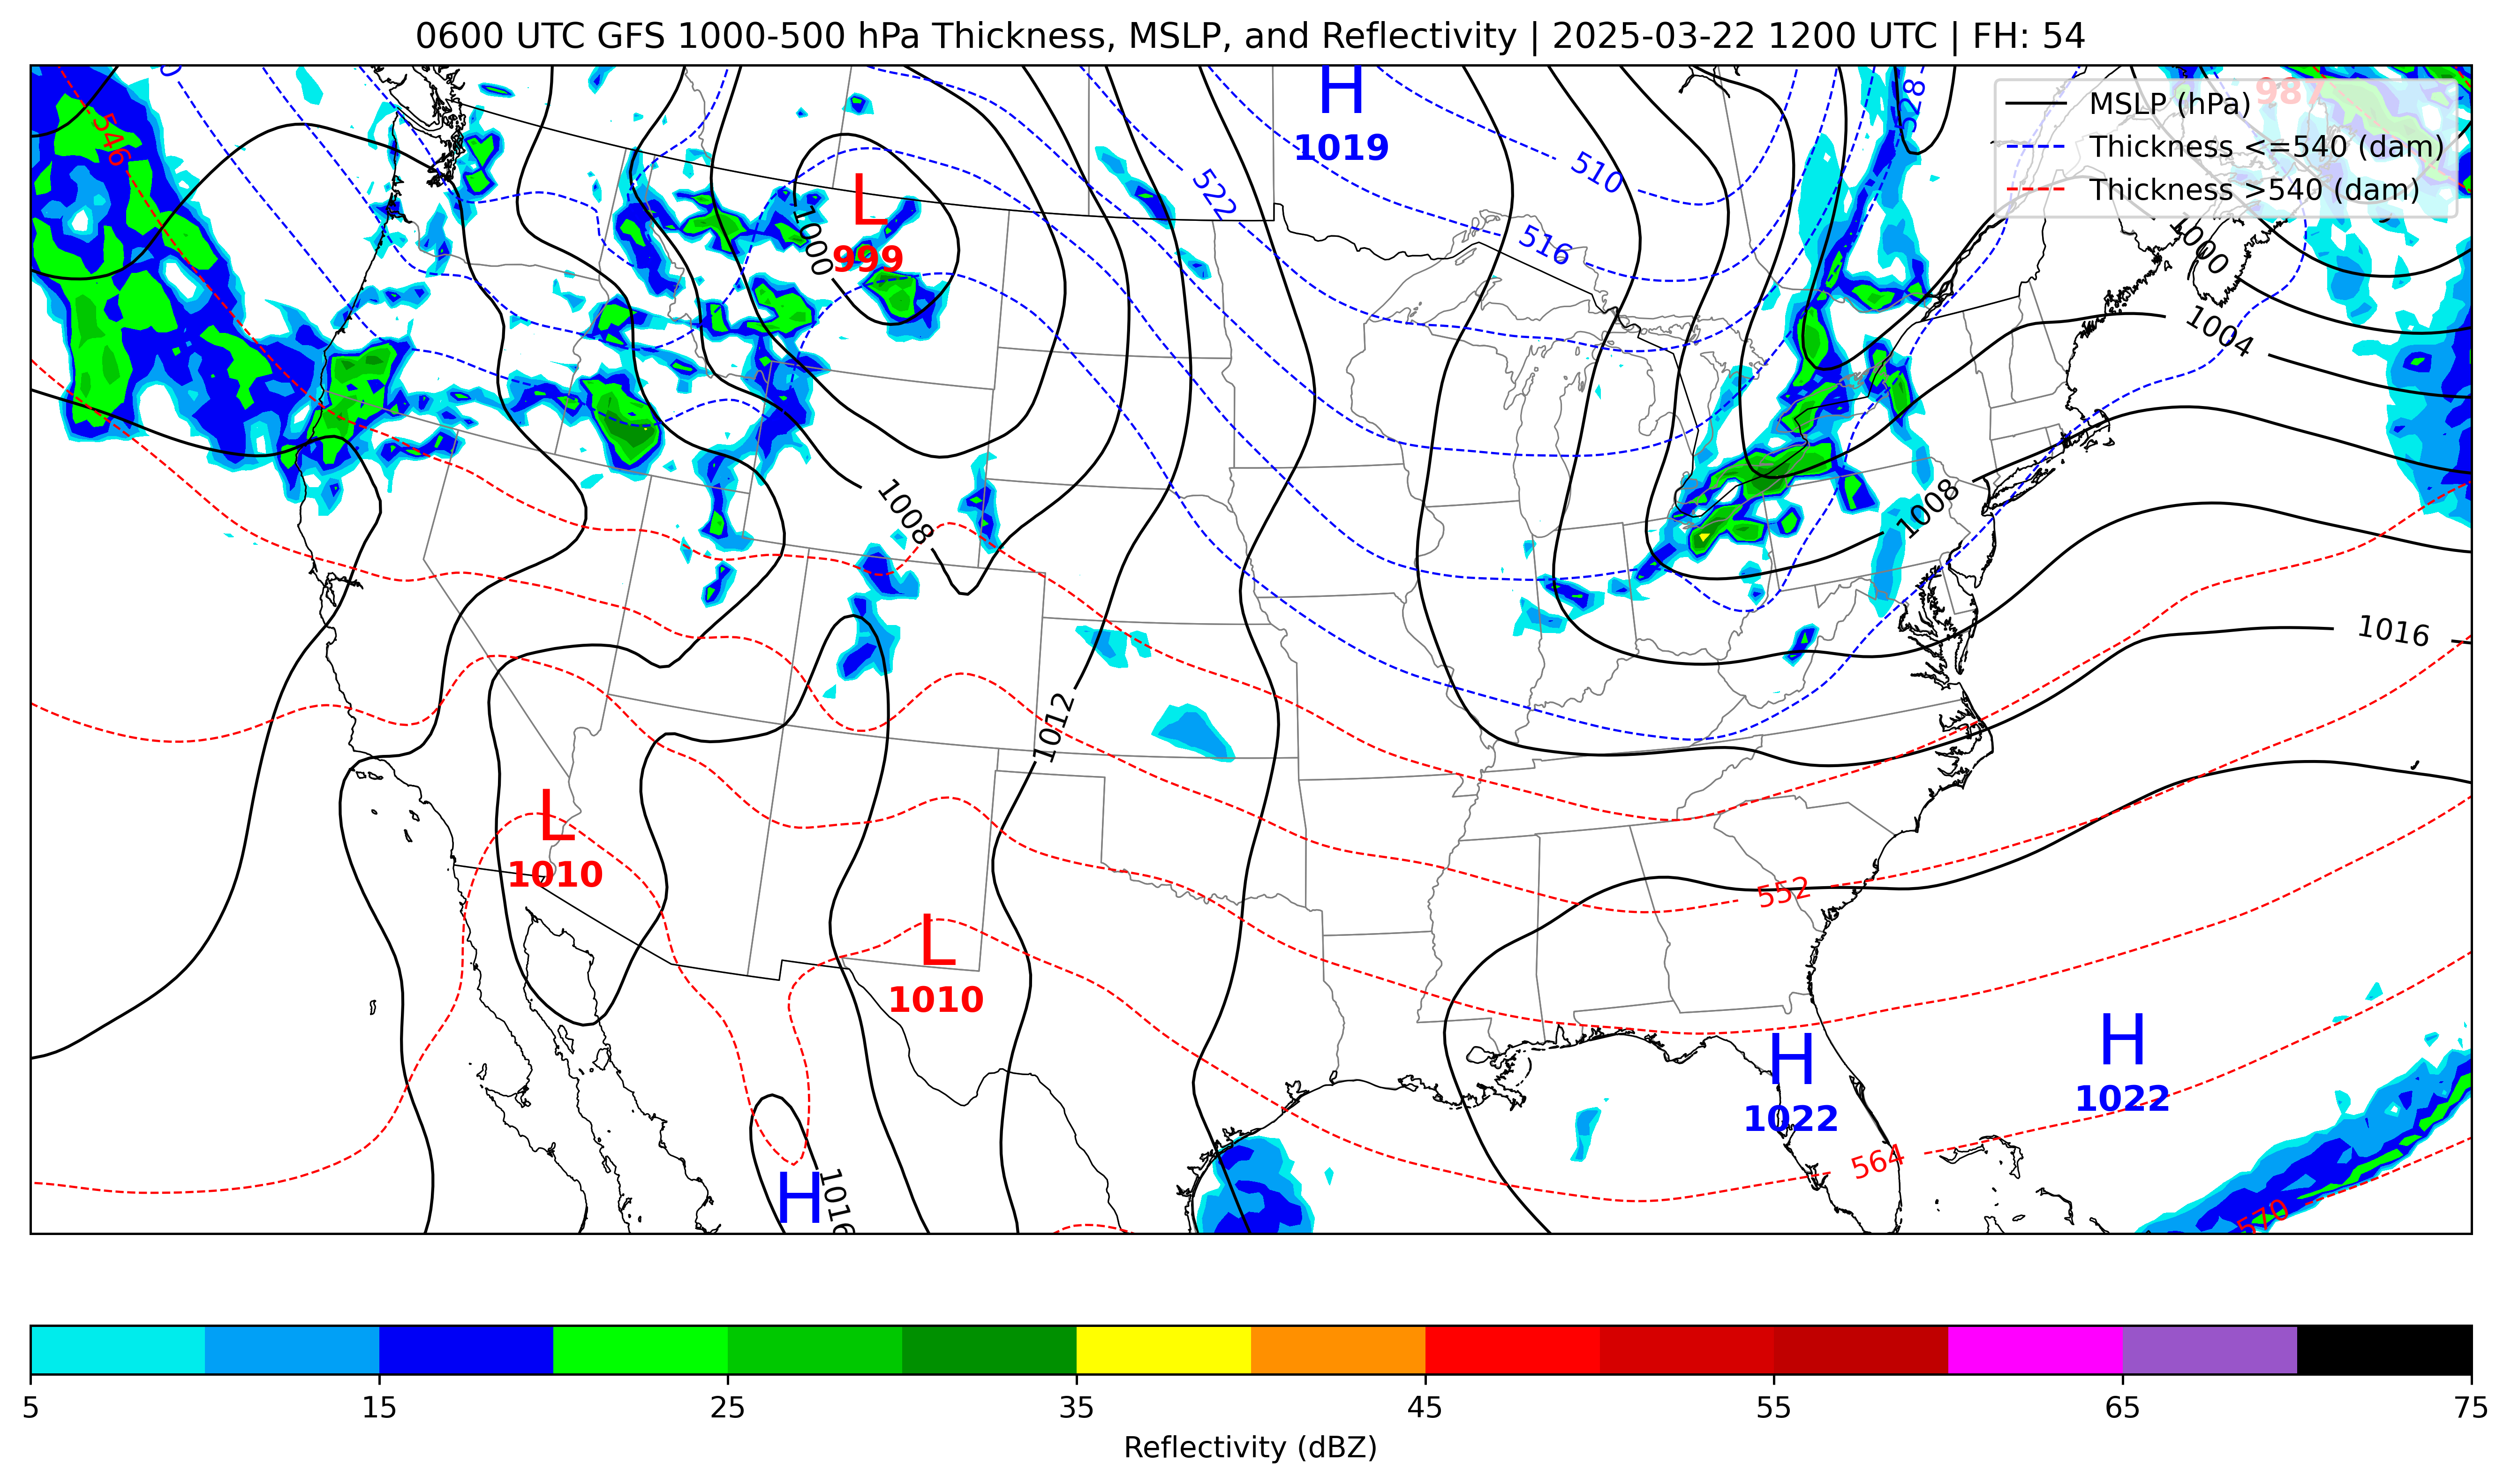 0600 UTC GFS 1000-500 hPa Thickness, MSLP, and Reflectivity | 2025-03-22 1200 UTC | FH: 54
MSLP (hPa)
Thickness <=540 (dam)
Thickness >540 (dam)
987
H
1019
528
546
510
522
516
L
999
1000
1000
1004
1008
1008
1016
1012
L
1010
552
L
1010
H
1022
H
1022
564
H
1016
570
5
15
25
35
45
55
65
75
Reflectivity (dBZ)